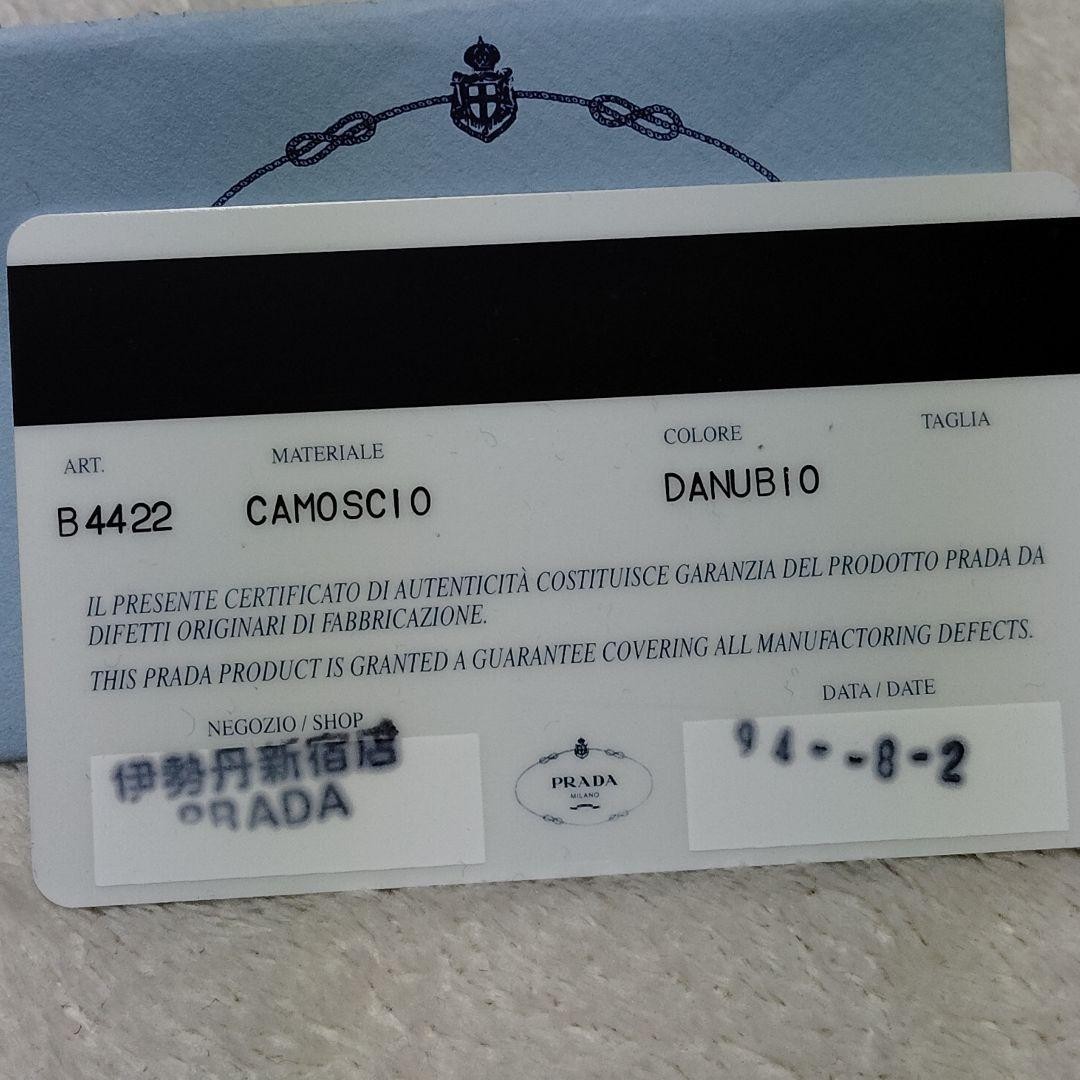 ART. MATERIALE COLORE TAGLIA
B4422 CAMOSCIO DANUBIO
IL PRESENTE CERTIFICATO DI AUTENTICITÀ COSTITUISCE GARANZIA DEL PRODOTTO PRADA DA
DIFETTI ORIGINARI DI FABBRICAZIONE.
THIS PRADA PRODUCT IS GRANTED A GUARANTEE COVERING ALL MANUFACTORING DEFECTS.
NEGOZIO / SHOP
伊勢丹新宿店
PRADA
PRADA
MILANO
DATA / DATE
94--8-2